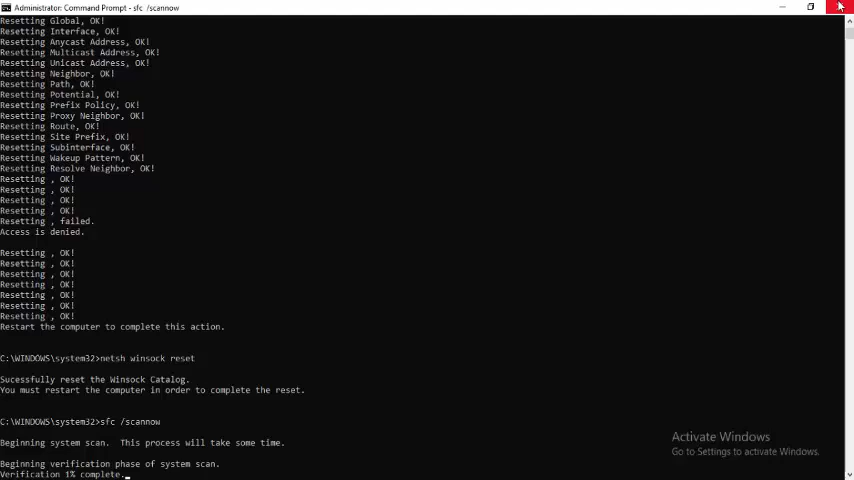 Administrator: Command Prompt - sfc /scannow
Resetting Global, OK!
Resetting Interface, OK!
Resetting Anycast Address, OK!
Resetting Multicast Address, OK!
Resetting Unicast Address, OK!
Resetting Neighbor, OK!
Resetting Path, OK!
Resetting Potential, OK!
Resetting Prefix Policy, OK!
Resetting Proxy Neighbor, OK!
Resetting Route, OK!
Resetting Site Prefix, OK!
Resetting Subinterface, OK!
Resetting Wakeup Pattern, OK!
Resetting Resolve Neighbor, OK!
Resetting , OK!
Resetting , OK!
Resetting , OK!
Resetting , OK!
Resetting , failed.
Access is denied.
Resetting , OK!
Resetting , OK!
Resetting , OK!
Resetting , OK!
Resetting , OK!
Resetting , OK!
Resetting , OK!
Restart the computer to complete this action.
C:\WINDOWS\system32>netsh winsock reset
Sucessfully reset the Winsock Catalog.
You must restart the computer in order to complete the reset.
C:\WINDOWS\system32>sfc /scannow
Beginning system scan.  This process will take some time.
Beginning verification phase of system scan.
Verification 1% complete.
Activate Windows
Go to Settings to activate Windows.